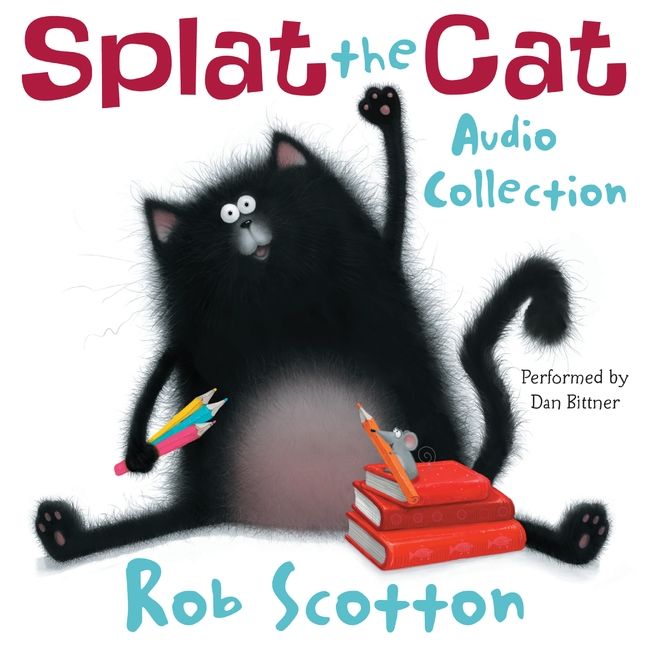 Splat the Cat
Audio
Collection
Performed by
Dan Bittner
Rob Scotton